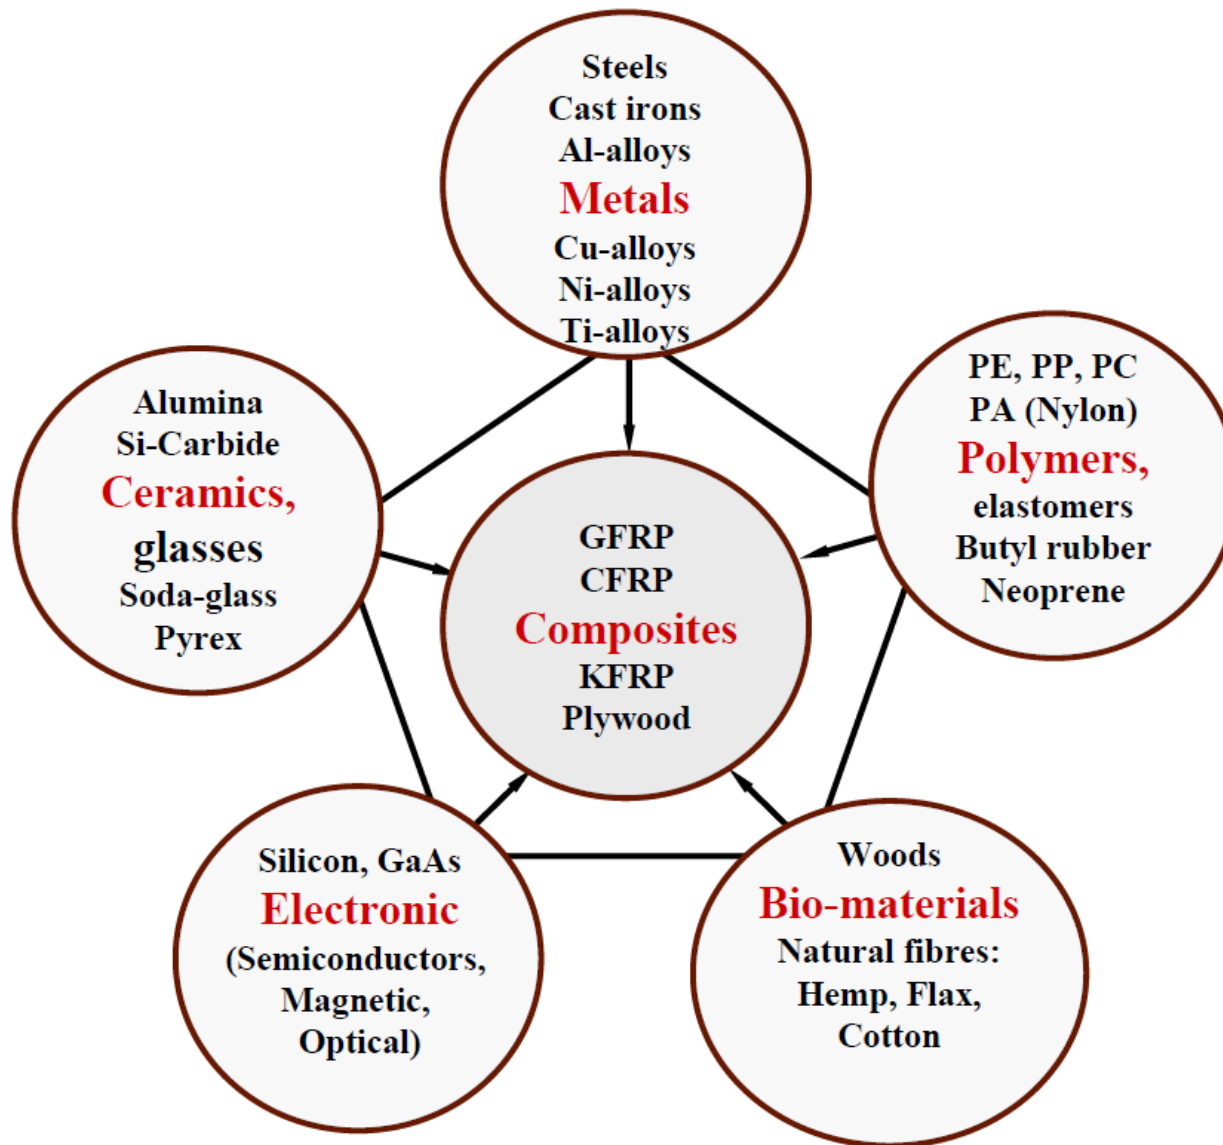 Steels
Cast irons
Al-alloys
Metals
Cu-alloys
Ni-alloys
Ti-alloys
Alumina
Si-Carbide
Ceramics,
glasses
Soda-glass
Pyrex
PE, PP, PC
PA (Nylon)
Polymers,
elastomers
Butyl rubber
Neoprene
GFRP
CFRP
Composites
KFRP
Plywood
Silicon, GaAs
Electronic
(Semiconductors,
Magnetic,
Optical)
Woods
Bio-materials
Natural fibres:
Hemp, Flax,
Cotton